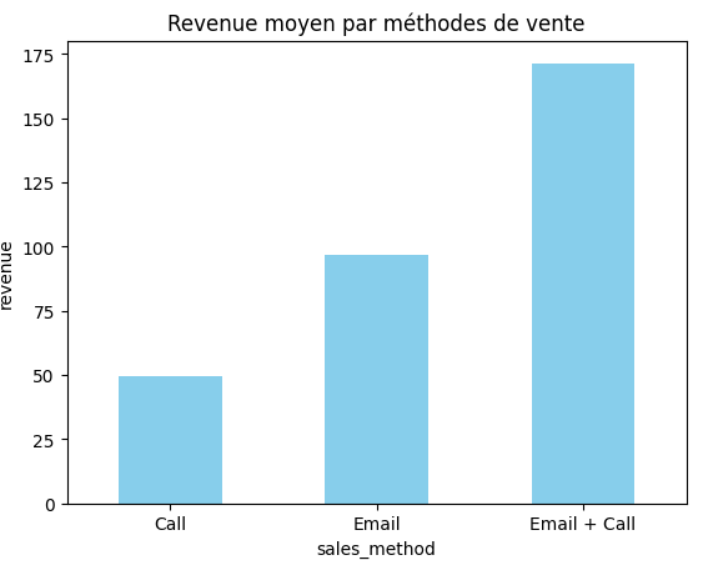 Revenue moyen par méthodes de vente
175
150
125
100
75
50
25
0
revenue
Call
Email
Email + Call
sales_method